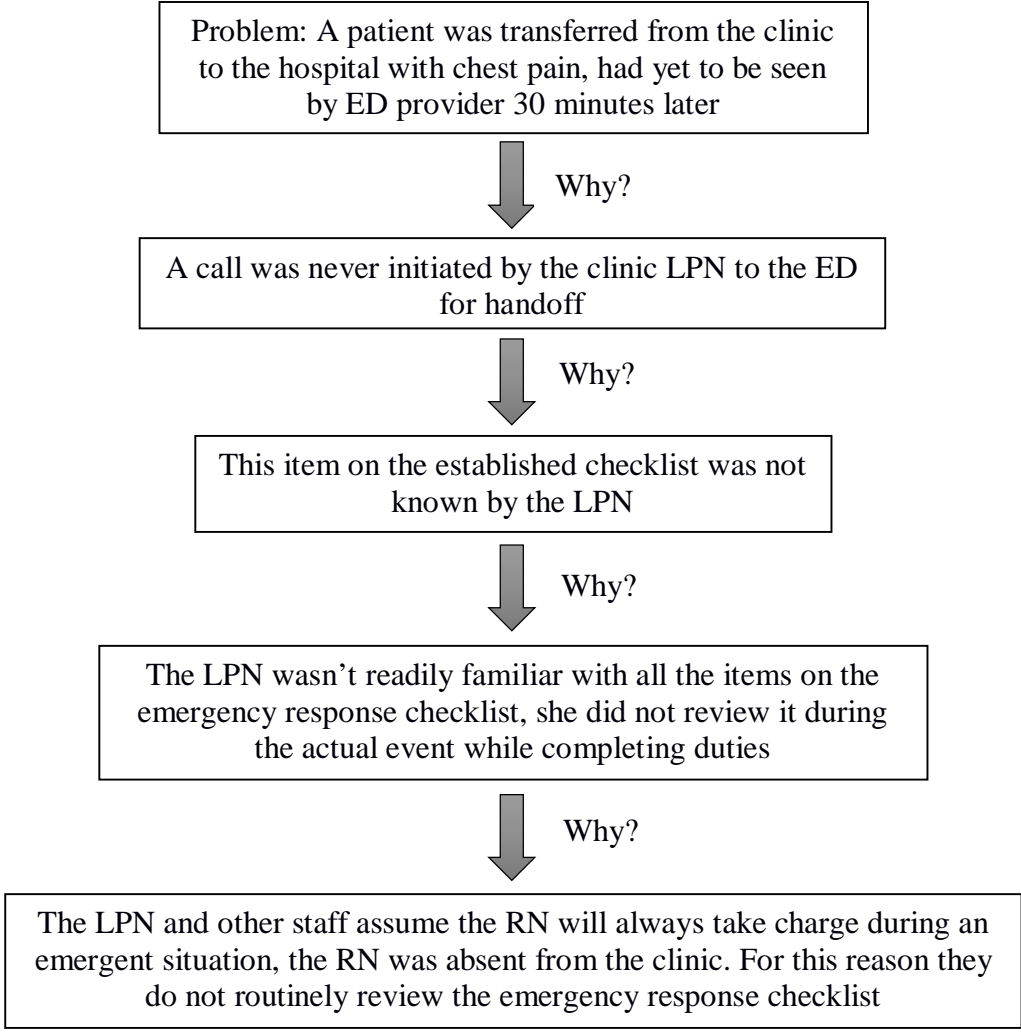 Problem: A patient was transferred from the clinic
to the hospital with chest pain, had yet to be seen
by ED provider 30 minutes later
Why?
A call was never initiated by the clinic LPN to the ED
for handoff
Why?
This item on the established checklist was not
known by the LPN
Why?
The LPN wasn’t readily familiar with all the items on the
emergency response checklist, she did not review it during
the actual event while completing duties
Why?
The LPN and other staff assume the RN will always take charge during an
emergent situation, the RN was absent from the clinic. For this reason they
do not routinely review the emergency response checklist